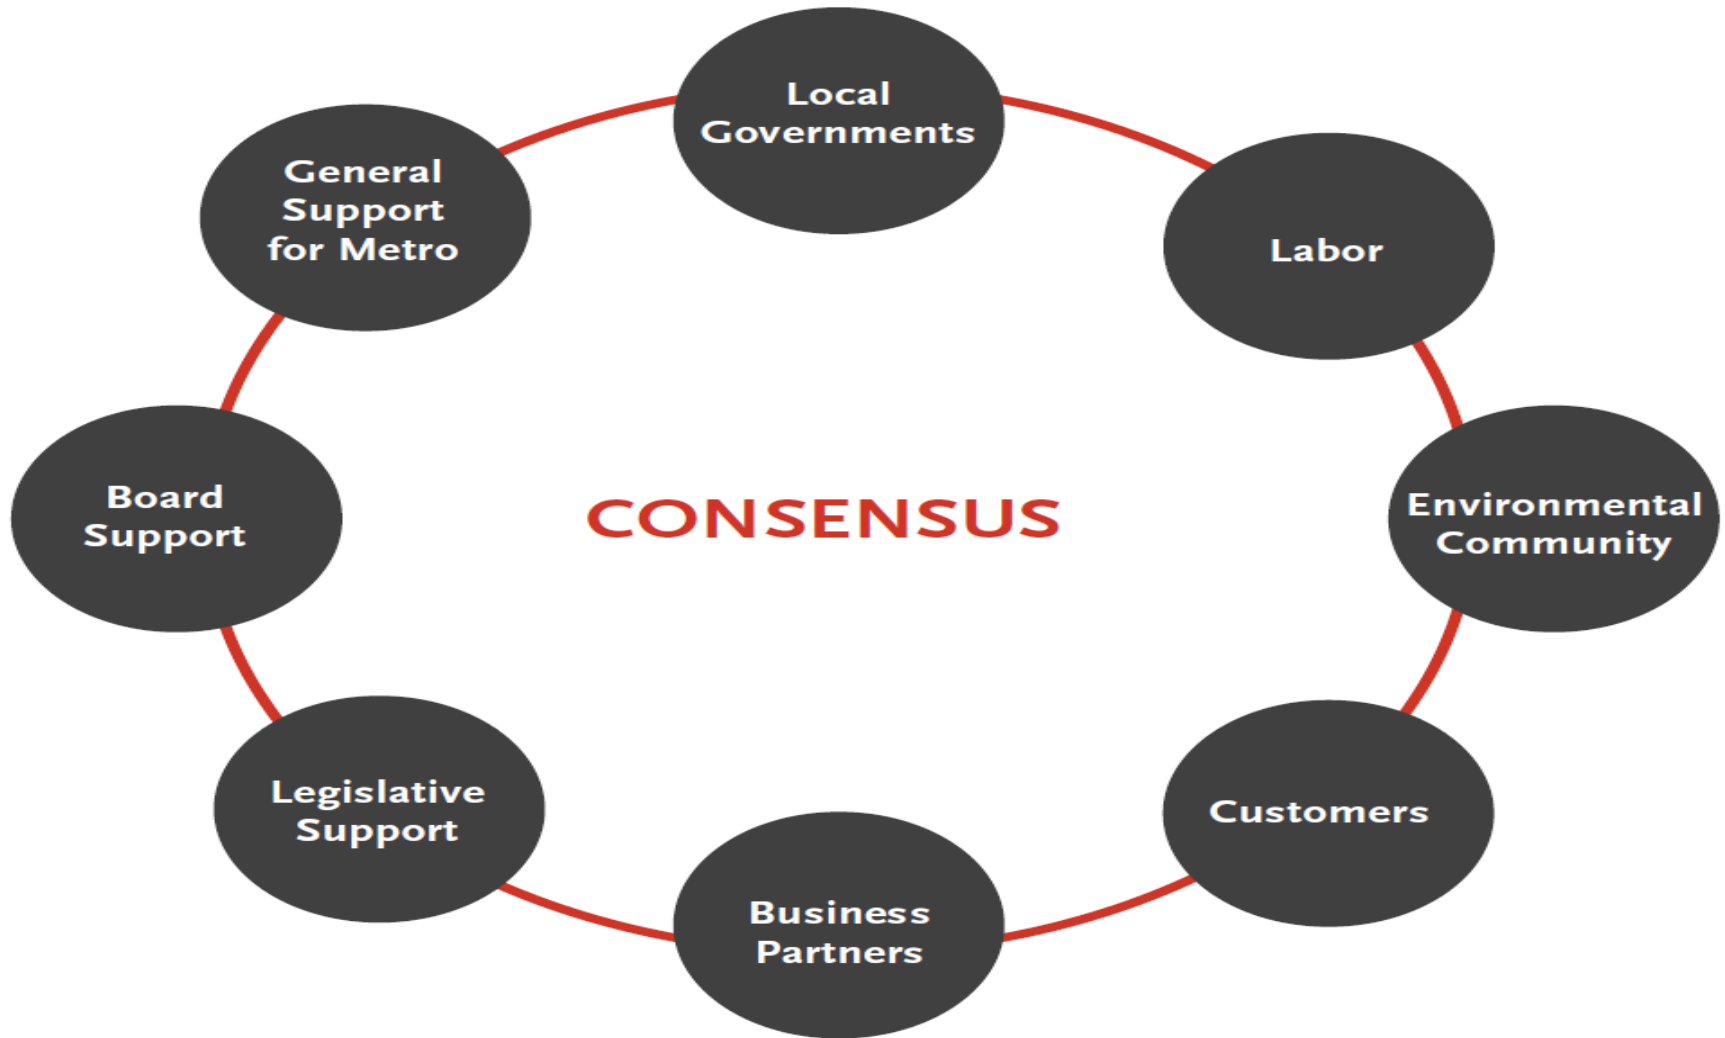 Local
Governments
General
Support
for Metro
Labor
Board
Support
CONSENSUS
Environmental
Community
Legislative
Support
Customers
Business
Partners